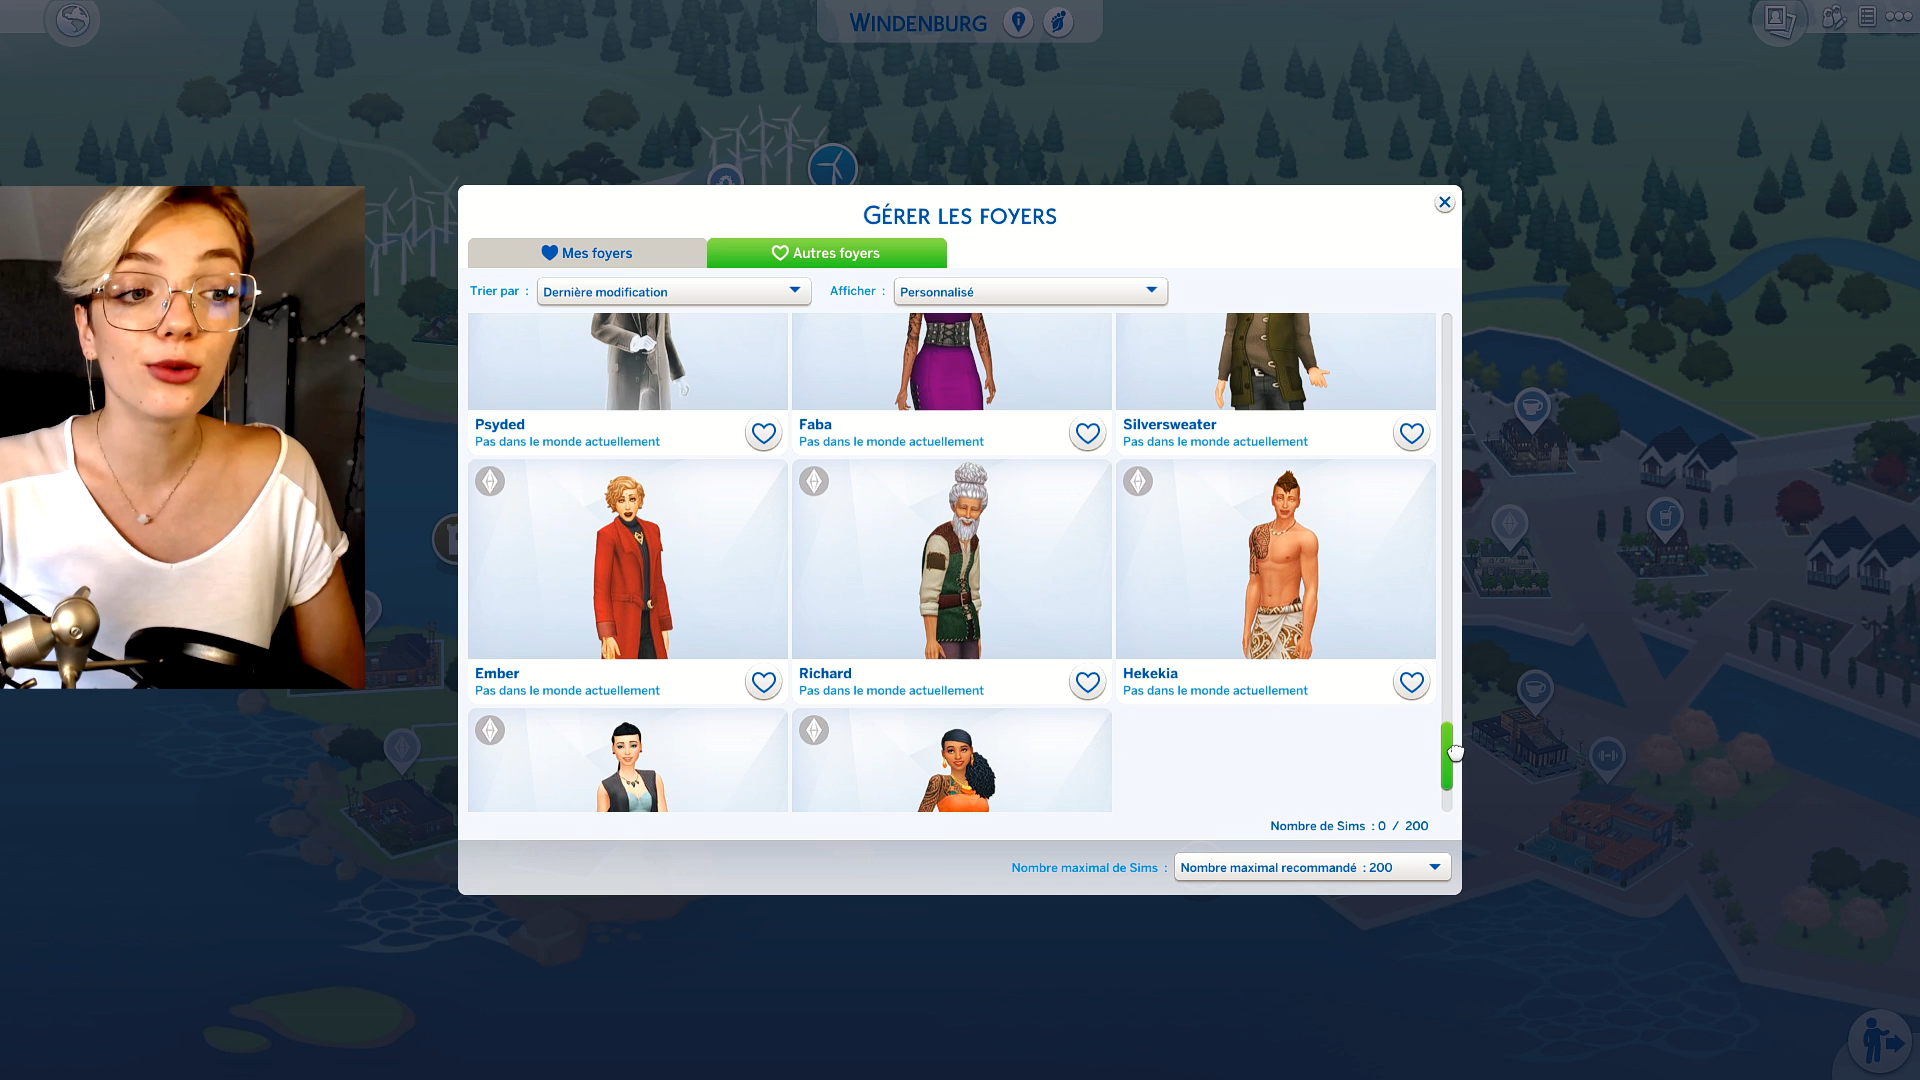 WINDENBURG
GÉRER LES FOYERS
Mes foyers
Autres foyers
Trier par : Dernière modification
Afficher : Personnalisé
Psyded
Pas dans le monde actuellement
Faba
Pas dans le monde actuellement
Silversweater
Pas dans le monde actuellement
Ember
Pas dans le monde actuellement
Richard
Pas dans le monde actuellement
Hekekia
Pas dans le monde actuellement
Nombre de Sims : 0 / 200
Nombre maximal de Sims : Nombre maximal recommandé : 200